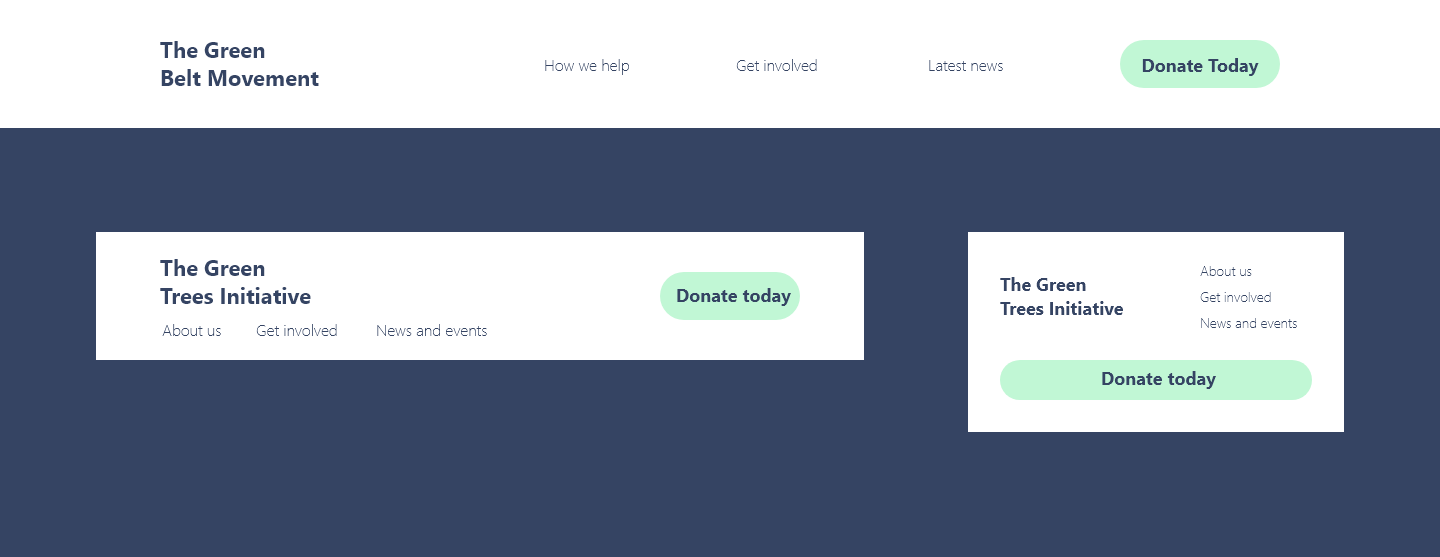 The Green
Belt Movement
How we help
Get involved
Latest news
Donate Today
The Green
Trees Initiative
About us
Get involved
News and events
Donate today
The Green
Trees Initiative
About us
Get involved
News and events
Donate today